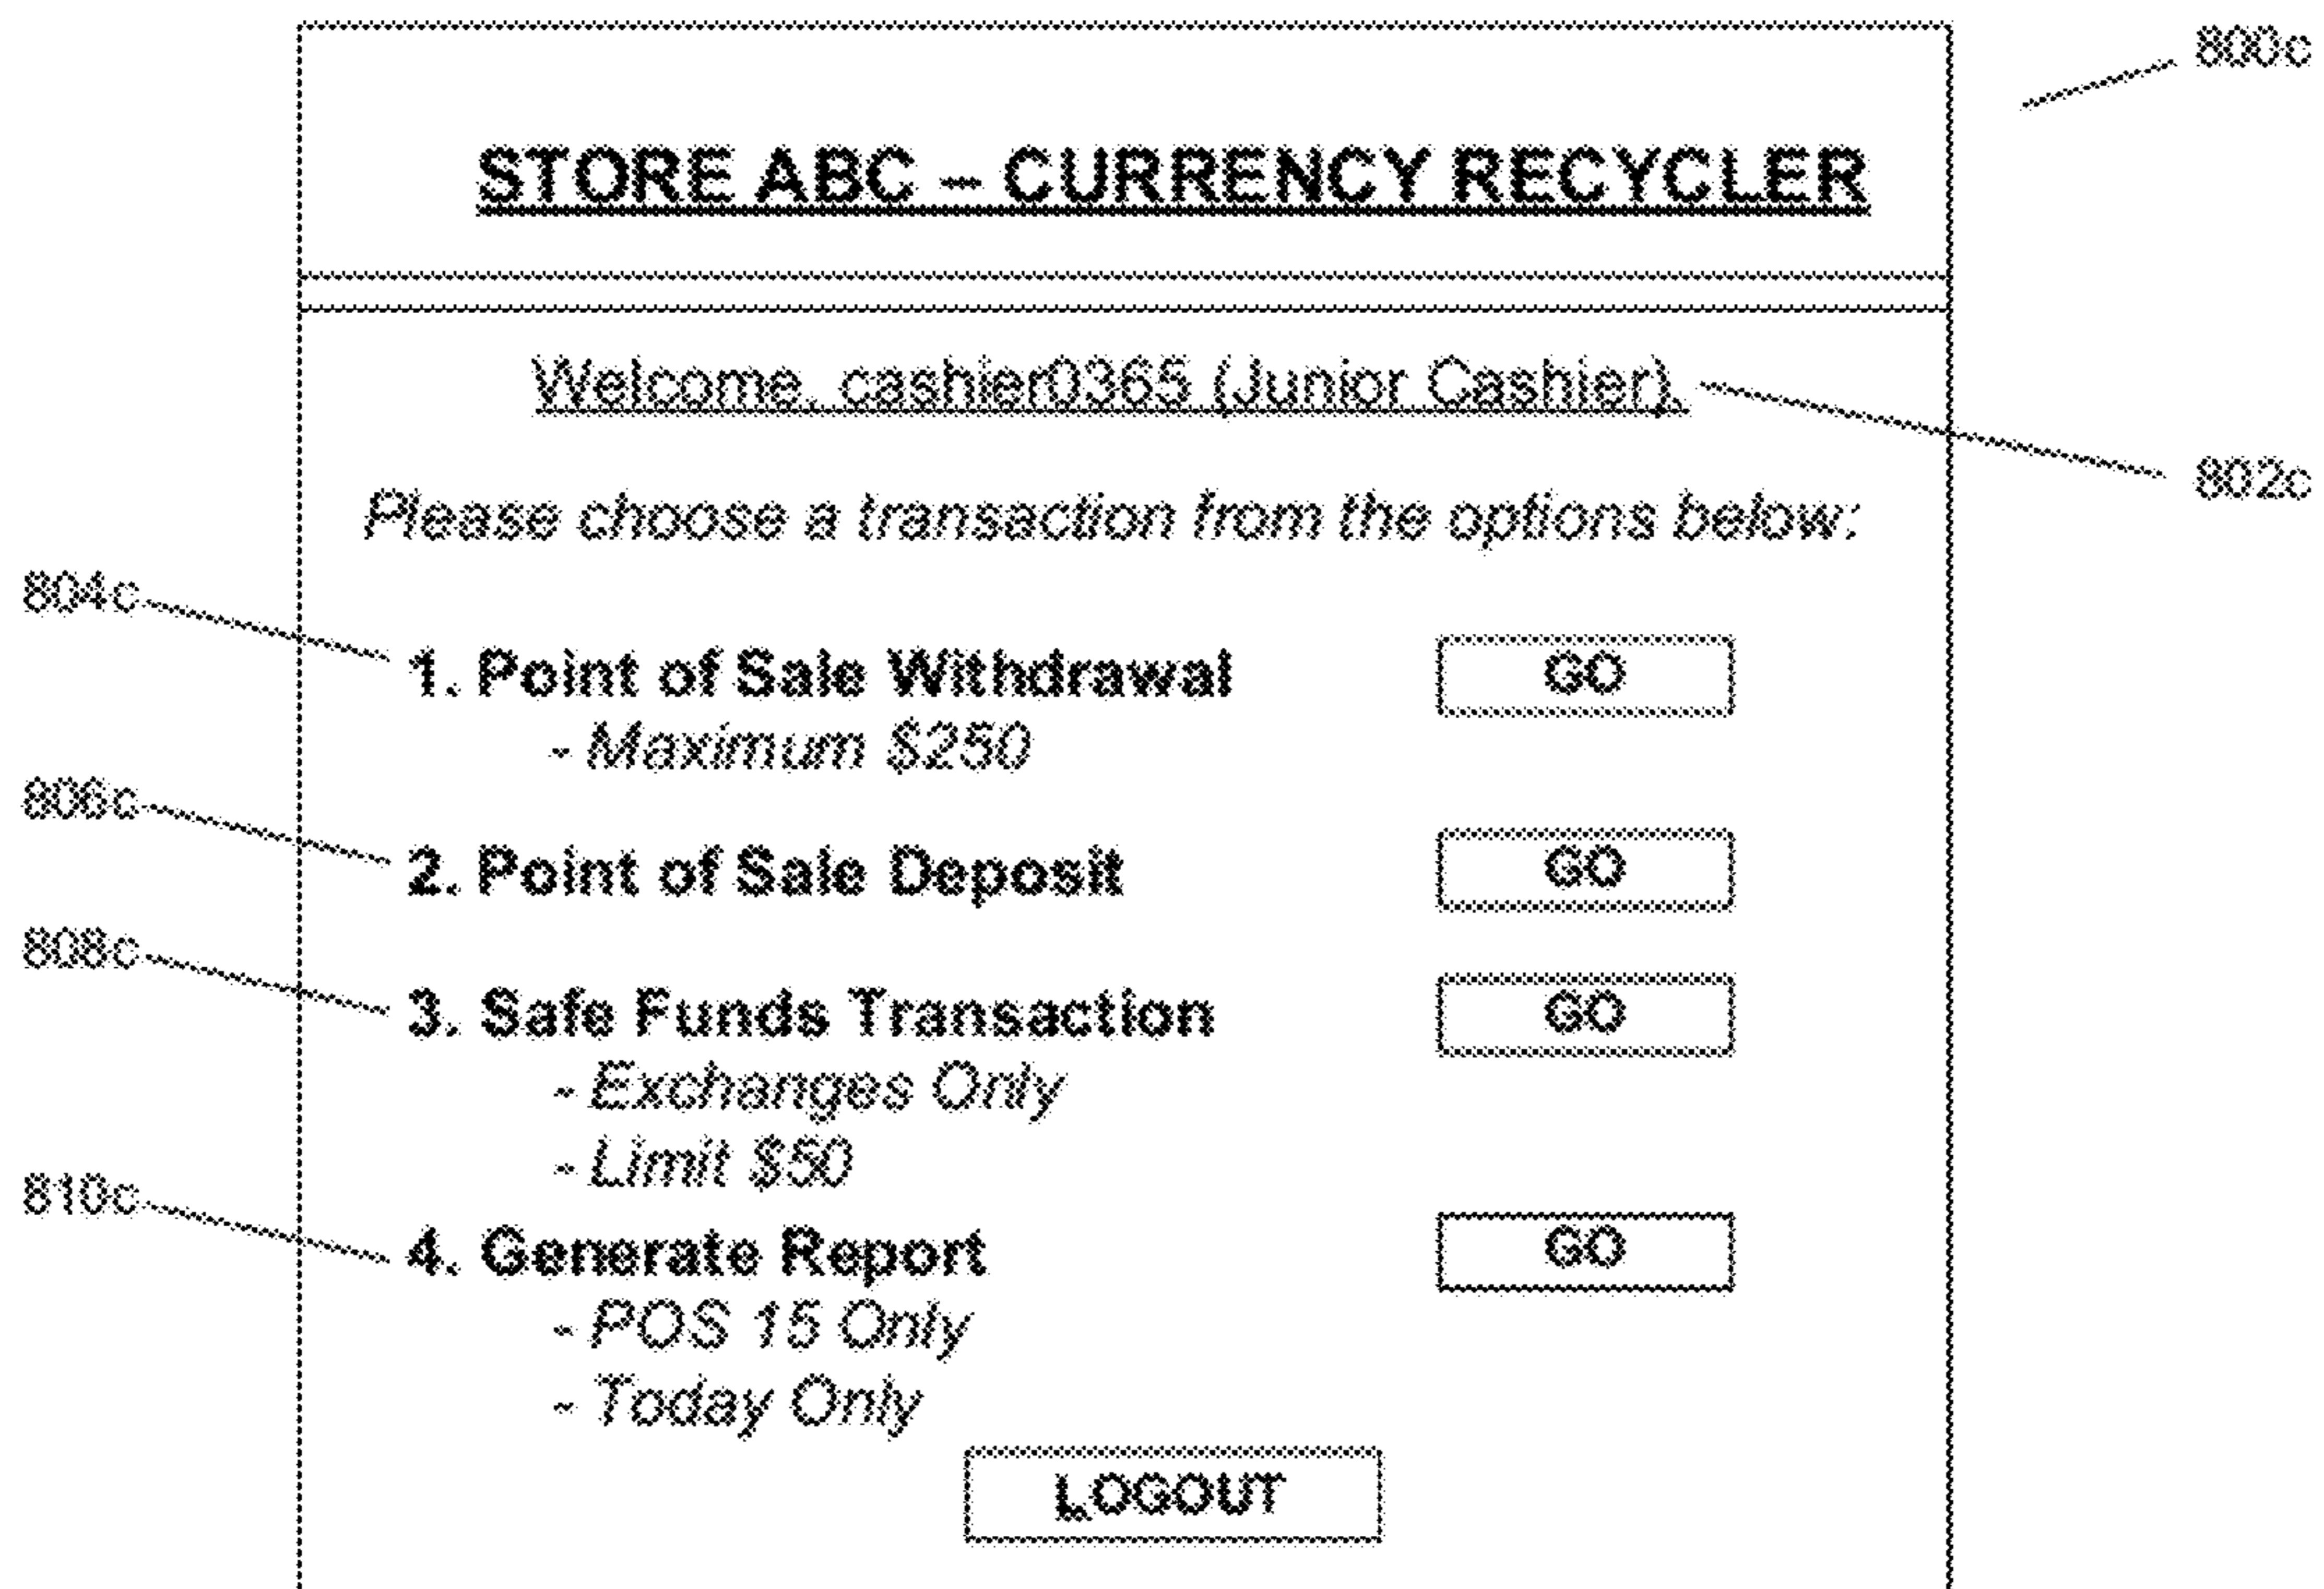 800c
STORE ABC – CURRENCY RECYCLER
Welcome, cashier0365 (Junior Cashier).
802c
Please choose a transaction from the options below:
804c
1. Point of Sale Withdrawal GO
- Maximum $250
806c
2. Point of Sale Deposit GO
808c
3. Safe Funds Transaction GO
- Exchanges Only
- Limit $50
810c
4. Generate Report GO
- POS 15 Only
- Today Only
LOGOUT